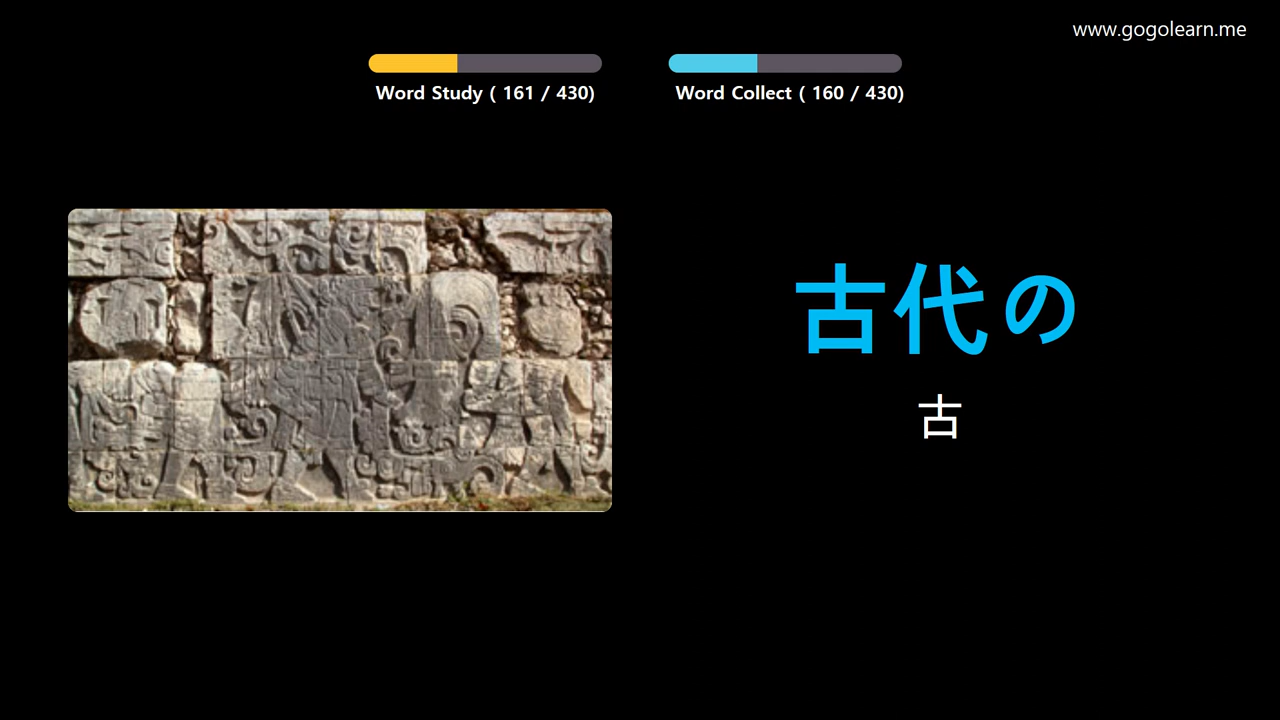 www.gogolearn.me
Word Study ( 161 / 430)
Word Collect ( 160 / 430)
古代の
古